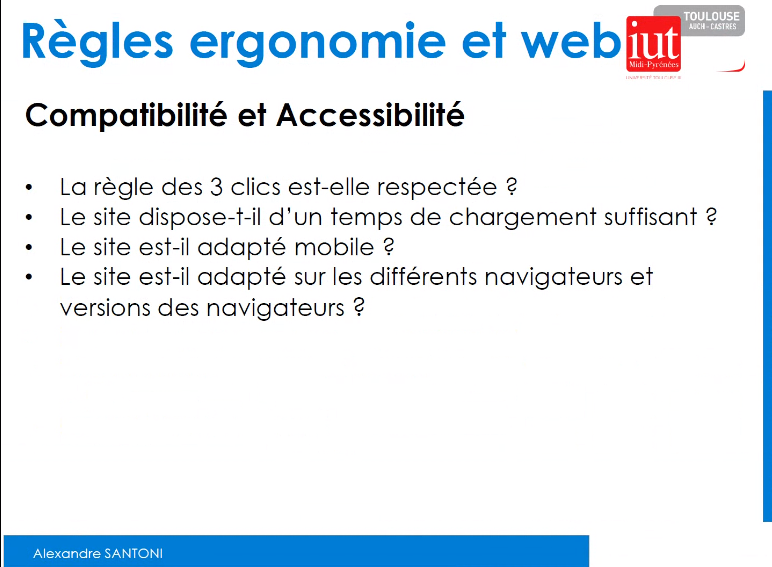 Règles ergonomie et web
iut
Midi-Pyrénées
TOULOUSE
AUCH - CASTRES
Compatibilité et Accessibilité
• La règle des 3 clics est-elle respectée ?
• Le site dispose-t-il d'un temps de chargement suffisant ?
• Le site est-il adapté mobile ?
• Le site est-il adapté sur les différents navigateurs et
versions des navigateurs ?
Alexandre SANTONI